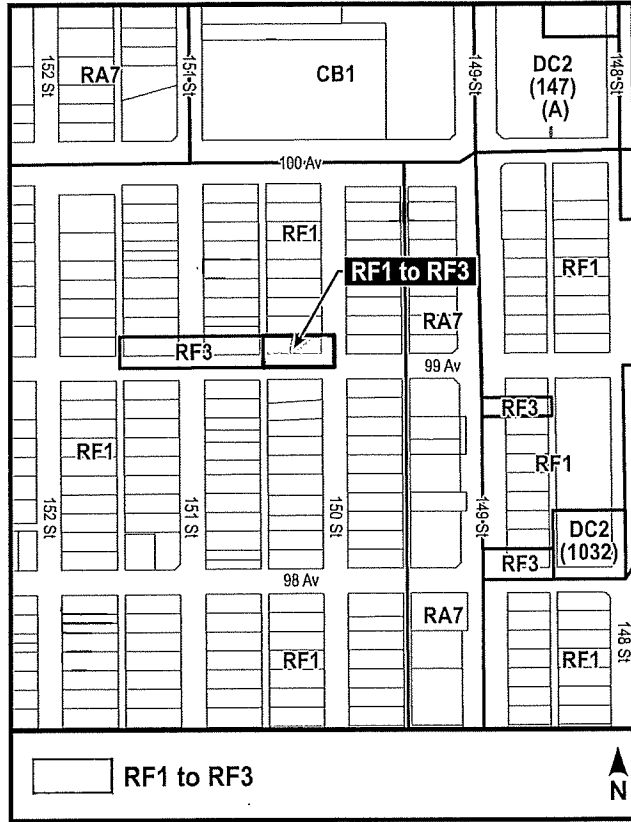 152 St
RA7
151 St
CB1
149 St
DC2
(147)
(A)
148 St
100 Av
RF1
RF1
RF1 to RF3
RA7
RF3
99 Av
RF3
RF1
RF1
152 St
151 St
150 St
149 St
DC2
(1032)
RF3
98 Av
RA7
RF1
RF1
148 St
RF1 to RF3
N